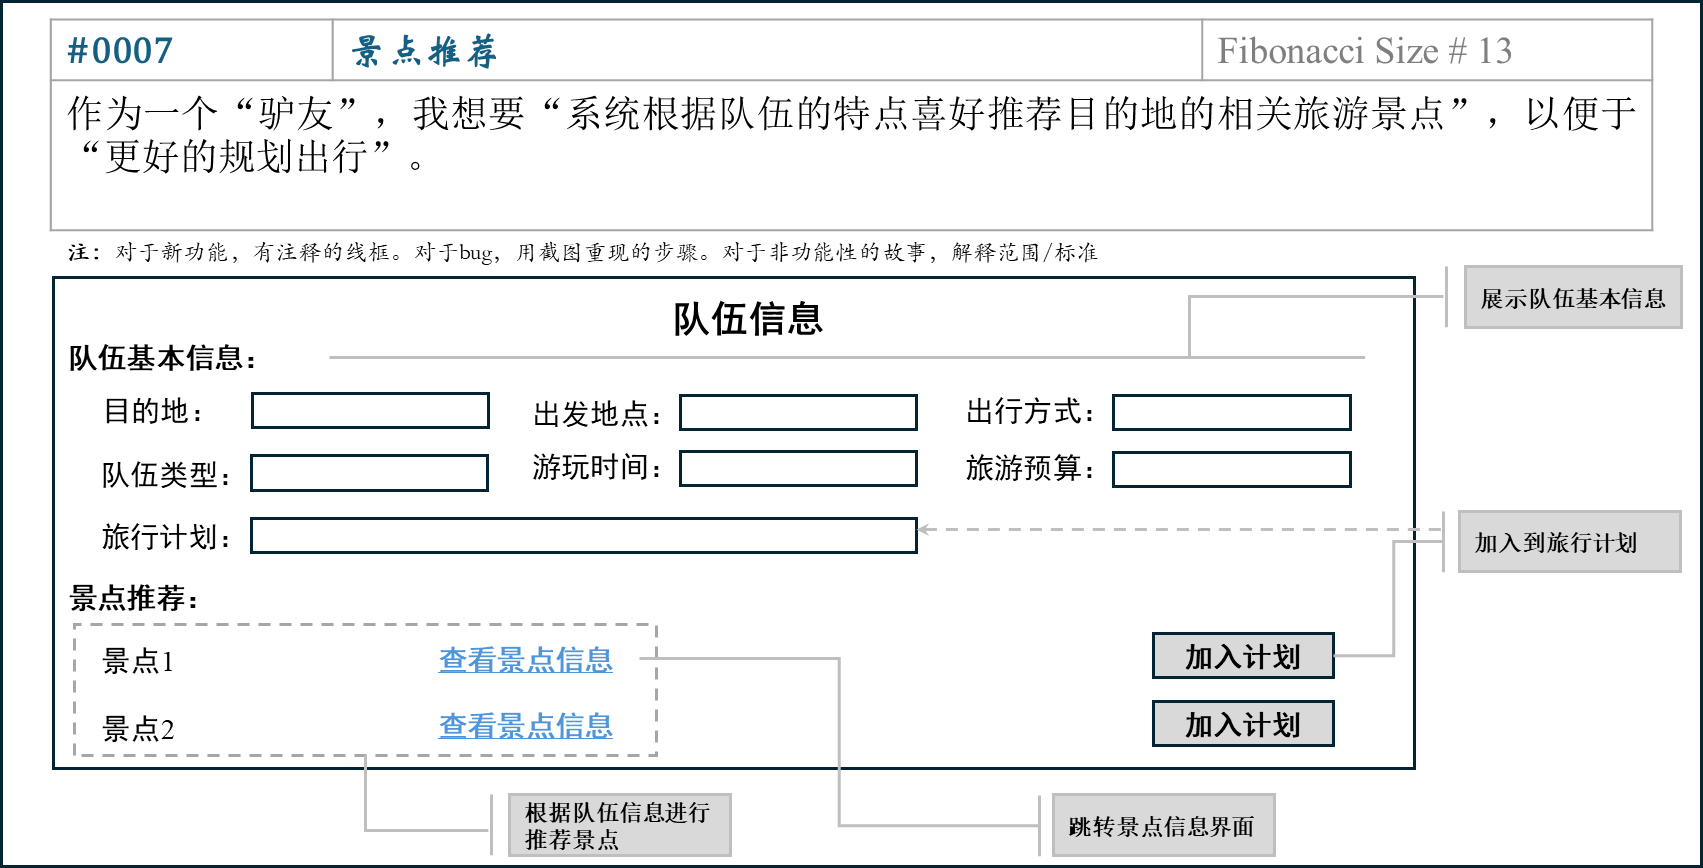 #0007 景点推荐 Fibonacci Size # 13
作为一个“驴友”，我想要“系统根据队伍的特点喜好推荐目的地的相关旅游景点”，以便于
“更好的规划出行”。
注：对于新功能，有注释的线框。对于bug，用截图重现的步骤。对于非功能性的故事，解释范围/标准
展示队伍基本信息
队伍信息
队伍基本信息：
目的地： 出发地点： 出行方式：
队伍类型： 游玩时间： 旅游预算：
旅行计划：
加入到旅行计划
景点推荐：
景点1 查看景点信息 加入计划
景点2 查看景点信息 加入计划
根据队伍信息进行
推荐景点
跳转景点信息界面